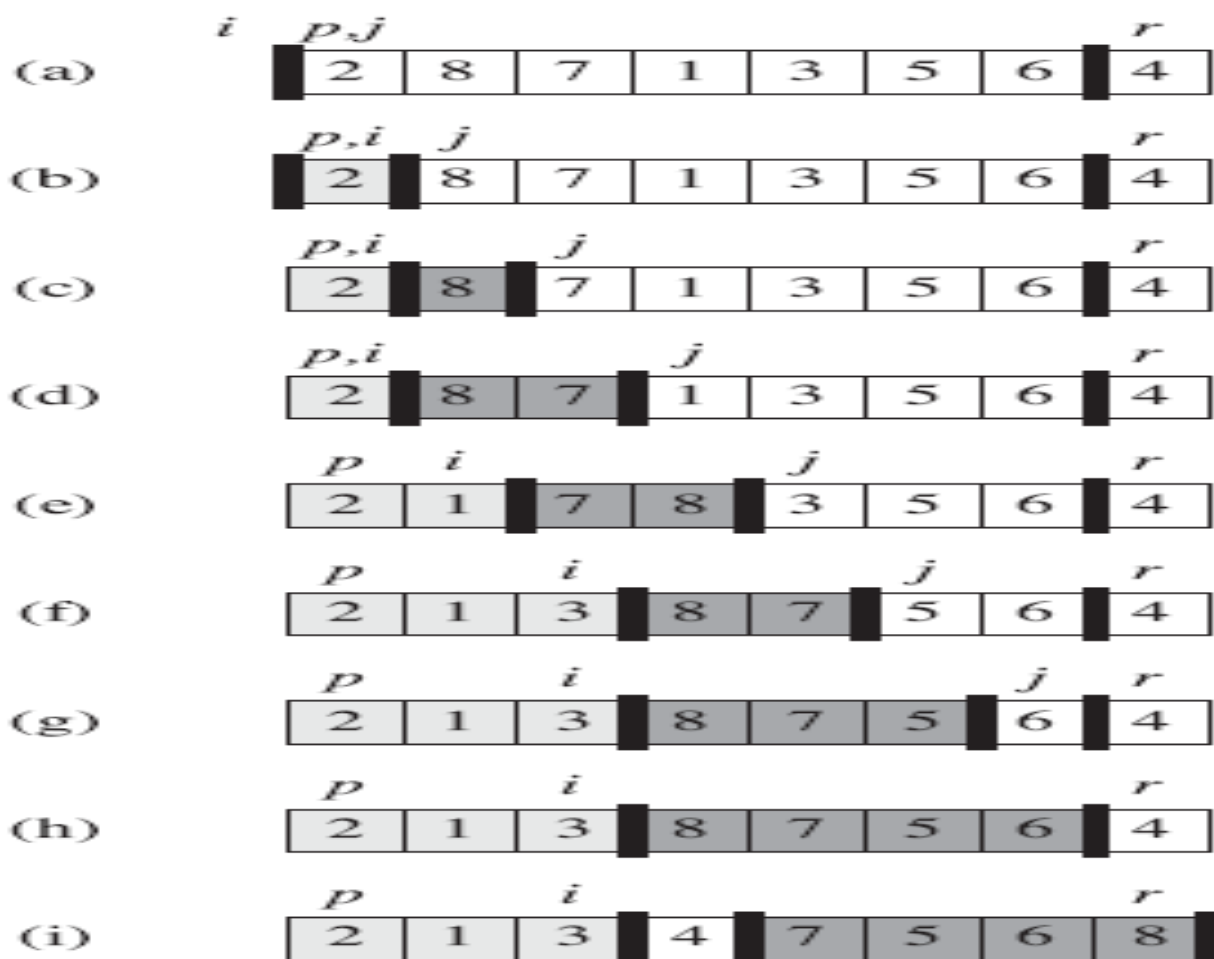 i p,j r
(a) 2 8 7 1 3 5 6 4
p,i j r
(b) 2 8 7 1 3 5 6 4
p,i j r
(c) 2 8 7 1 3 5 6 4
p,i j r
(d) 2 8 7 1 3 5 6 4
p i j r
(e) 2 1 7 8 3 5 6 4
p i j r
(f) 2 1 3 8 7 5 6 4
p i j r
(g) 2 1 3 8 7 5 6 4
p i r
(h) 2 1 3 8 7 5 6 4
p i r
(i) 2 1 3 4 7 5 6 8